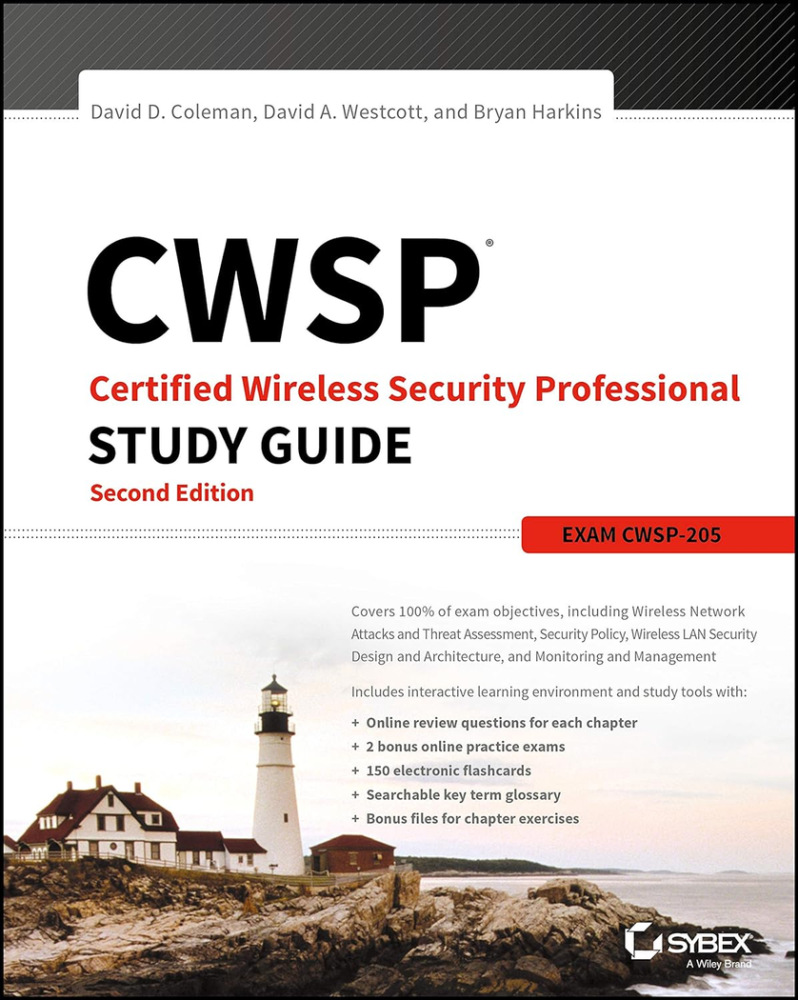 David D. Coleman, David A. Westcott, and Bryan Harkins
CWSP®
Certified Wireless Security Professional
STUDY GUIDE
Second Edition
EXAM CWSP-205
Covers 100% of exam objectives, including Wireless Network
Attacks and Threat Assessment, Security Policy, Wireless LAN Security
Design and Architecture, and Monitoring and Management
Includes interactive learning environment and study tools with:
+ Online review questions for each chapter
+ 2 bonus online practice exams
+ 150 electronic flashcards
+ Searchable key term glossary
+ Bonus files for chapter exercises
SYBEX®
A Wiley Brand